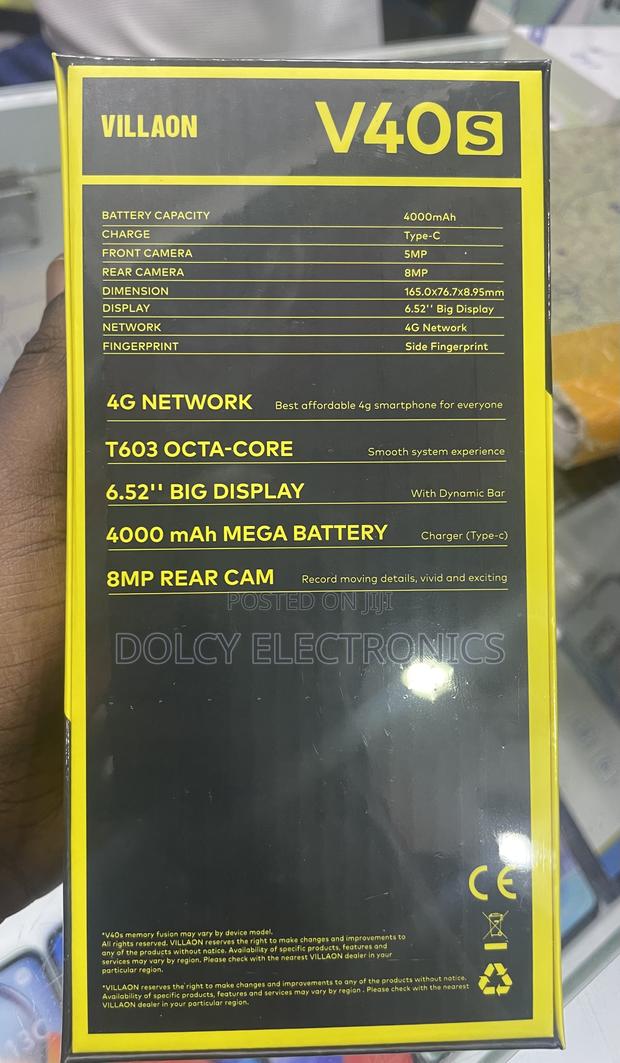 VILLAON V40S
BATTERY CAPACITY 4000mAh
CHARGE Type-C
FRONT CAMERA 5MP
REAR CAMERA 8MP
DIMENSION 165.0x76.7x8.95mm
DISPLAY 6.52'' Big Display
NETWORK 4G Network
FINGERPRINT Side Fingerprint
4G NETWORK Best affordable 4g smartphone for everyone
T603 OCTA-CORE Smooth system experience
6.52'' BIG DISPLAY With Dynamic Bar
4000 mAh MEGA BATTERY Charger (Type-c)
8MP REAR CAM Record moving details, vivid and exciting
POSTED ON JIJI
DOLCY ELECTRONICS
CE
*V40s memory fusion may vary by device model.
All rights reserved. VILLAON reserves the right to make changes and improvements to
any of the products without notice. Availability of specific products, features and
services may vary by region. Please check with the nearest VILLAON dealer in your
particular region.
*VILLAON reserves the right to make changes and improvements to any of the products without notice.
Availability of specific products, features and services may vary by region . Please check with the nearest
VILLAON dealer in your particular region.